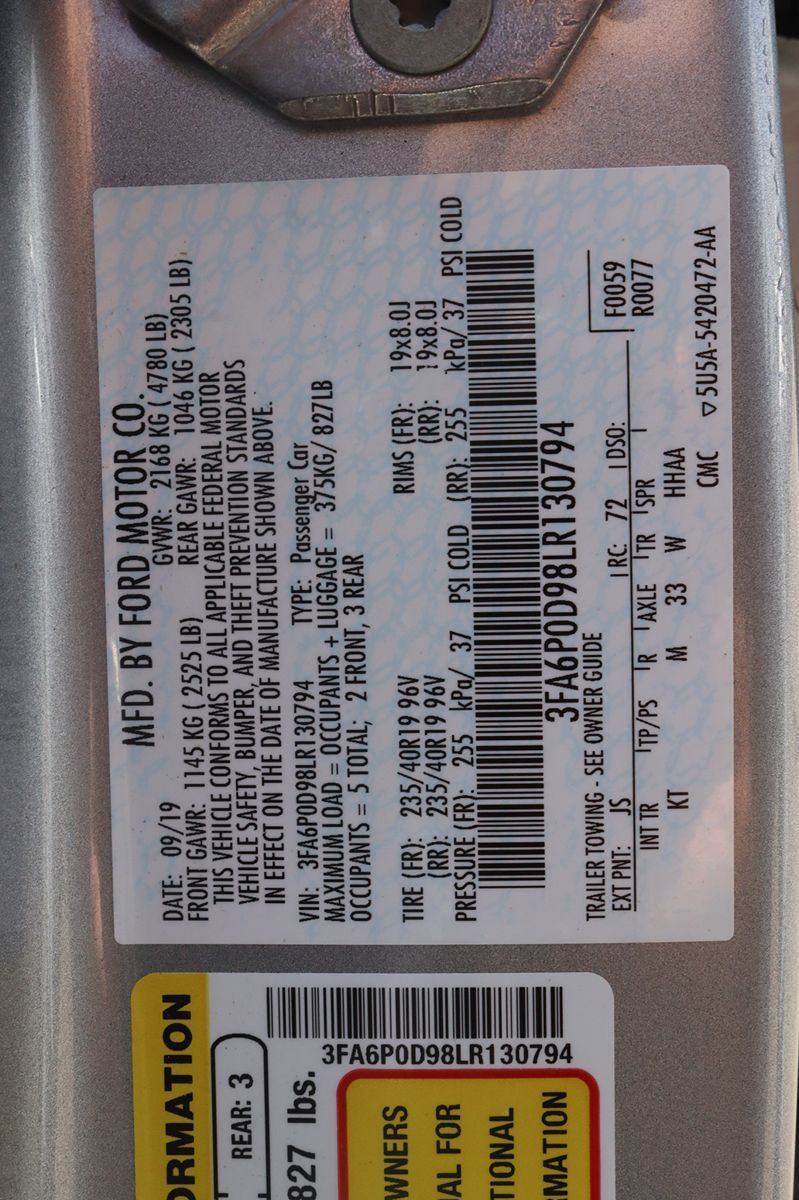 MFD. BY FORD MOTOR CO.
DATE: 09/19 GVWR: 2168 KG ( 4780 LB)
FRONT GAWR: 1145 KG ( 2525 LB) REAR GAWR: 1046 KG ( 2305 LB)
THIS VEHICLE CONFORMS TO ALL APPLICABLE FEDERAL MOTOR
VEHICLE SAFETY, BUMPER, AND THEFT PREVENTION STANDARDS
IN EFFECT ON THE DATE OF MANUFACTURE SHOWN ABOVE.
VIN: 3FA6P0D98LR130794 TYPE: Passenger Car
MAXIMUM LOAD = OCCUPANTS + LUGGAGE = 375KG/ 827LB
OCCUPANTS = 5 TOTAL; 2 FRONT, 3 REAR
TIRE (FR): 235/40R19 96V RIMS (FR): 19x8.0J
(RR): 235/40R19 96V (RR): 19x8.0J
PRESSURE (FR): 255 kPa/ 37 PSI COLD (RR): 255 kPa/ 37 PSI COLD
3FA6P0D98LR130794
TRAILER TOWING - SEE OWNER GUIDE F0059
EXT PNT: JS RC: 72 DSO: R0077
INT TR TP/PS R AXLE TR SPR
KT M 33 W HHAA
CMC ▽5U5A-5420472-AA
ORMATION
REAR: 3
827 lbs.
3FA6P0D98LR130794
WNERS
AL FOR
TIONAL
RMATION